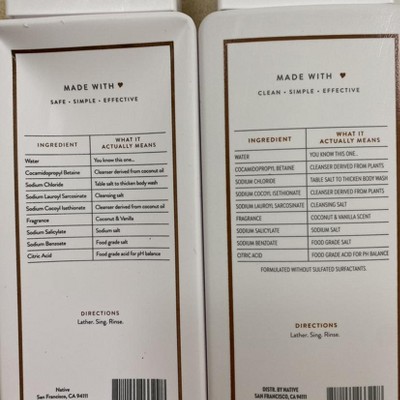 MADE WITH ♥
SAFE • SIMPLE • EFFECTIVE
INGREDIENT WHAT IT ACTUALLY MEANS
Water You know this one...
Cocamidopropyl Betaine Cleanser derived from coconut oil
Sodium Chloride Table salt to thicken body wash
Sodium Lauroyl Sarcosinate Cleansing salt
Sodium Cocoyl Isethionate Cleanser derived from coconut oil
Fragrance Coconut & Vanilla
Sodium Salicylate Sodium salt
Sodium Benzoate Food grade salt
Citric Acid Food grade acid for pH balance
DIRECTIONS
Lather. Sing. Rinse.
Native
San Francisco, CA 94111
MADE WITH ♥
CLEAN • SIMPLE • EFFECTIVE
INGREDIENT WHAT IT ACTUALLY MEANS
WATER YOU KNOW THIS ONE...
COCAMIDOPROPYL BETAINE CLEANSER DERIVED FROM PLANTS
SODIUM CHLORIDE TABLE SALT TO THICKEN BODY WASH
SODIUM COCOYL ISETHIONATE CLEANSER DERIVED FROM PLANTS
SODIUM LAUROYL SARCOSINATE CLEANSING SALT
FRAGRANCE COCONUT & VANILLA SCENT
SODIUM SALICYLATE SODIUM SALT
SODIUM BENZOATE FOOD GRADE SALT
CITRIC ACID FOOD GRADE ACID FOR PH BALANCE
FORMULATED WITHOUT SULFATED SURFACTANTS.
DIRECTIONS
LATHER. SING. RINSE.
DISTR. BY NATIVE
SAN FRANCISCO, CA 94111